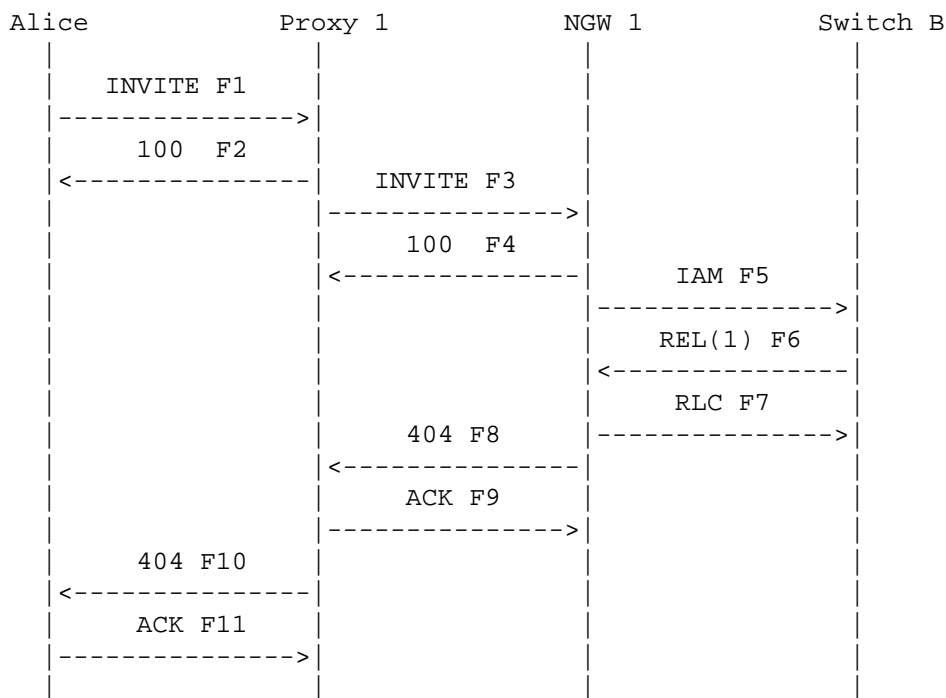 Alice Proxy 1 NGW 1 Switch B
INVITE F1
100 F2
INVITE F3
100 F4
IAM F5
REL(1) F6
RLC F7
404 F8
ACK F9
404 F10
ACK F11